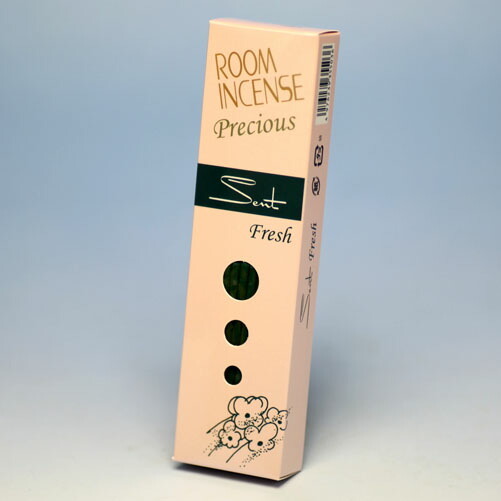 ROOM
INCENSE
Precious
Sent
Fresh
Sent Fresh